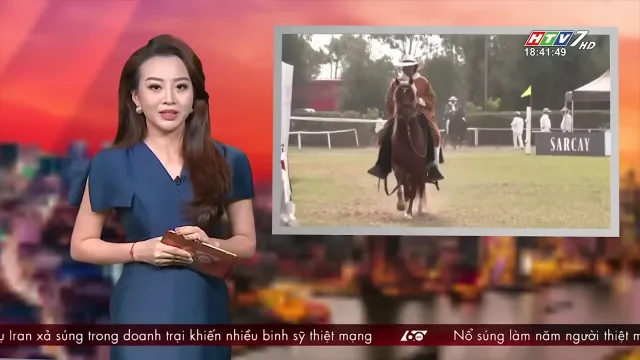 HTV7 HD
18:41:49
SARCAY
ụ Iran xả súng trong doanh trại khiến nhiều binh sỹ thiệt mạng 60 Nổ súng làm năm người thiệt m